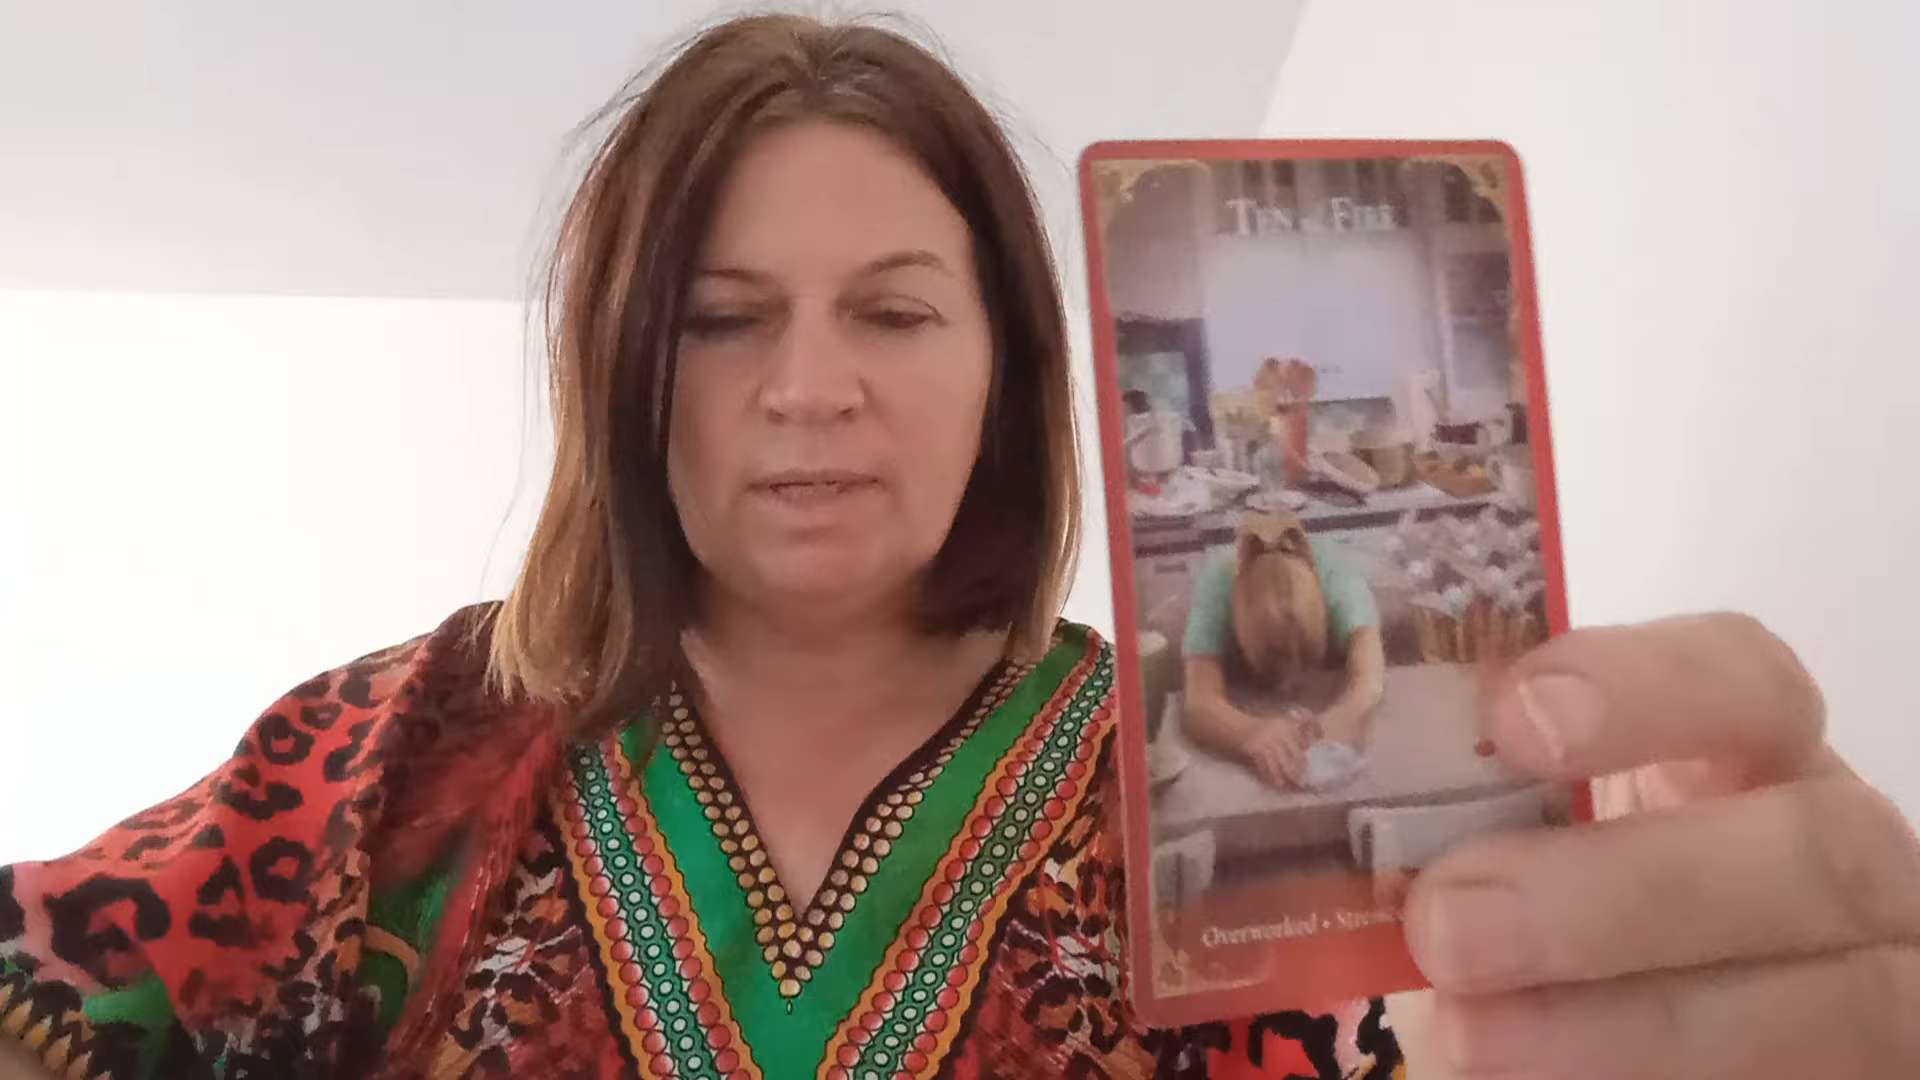 Ten of Fire
Overworked •